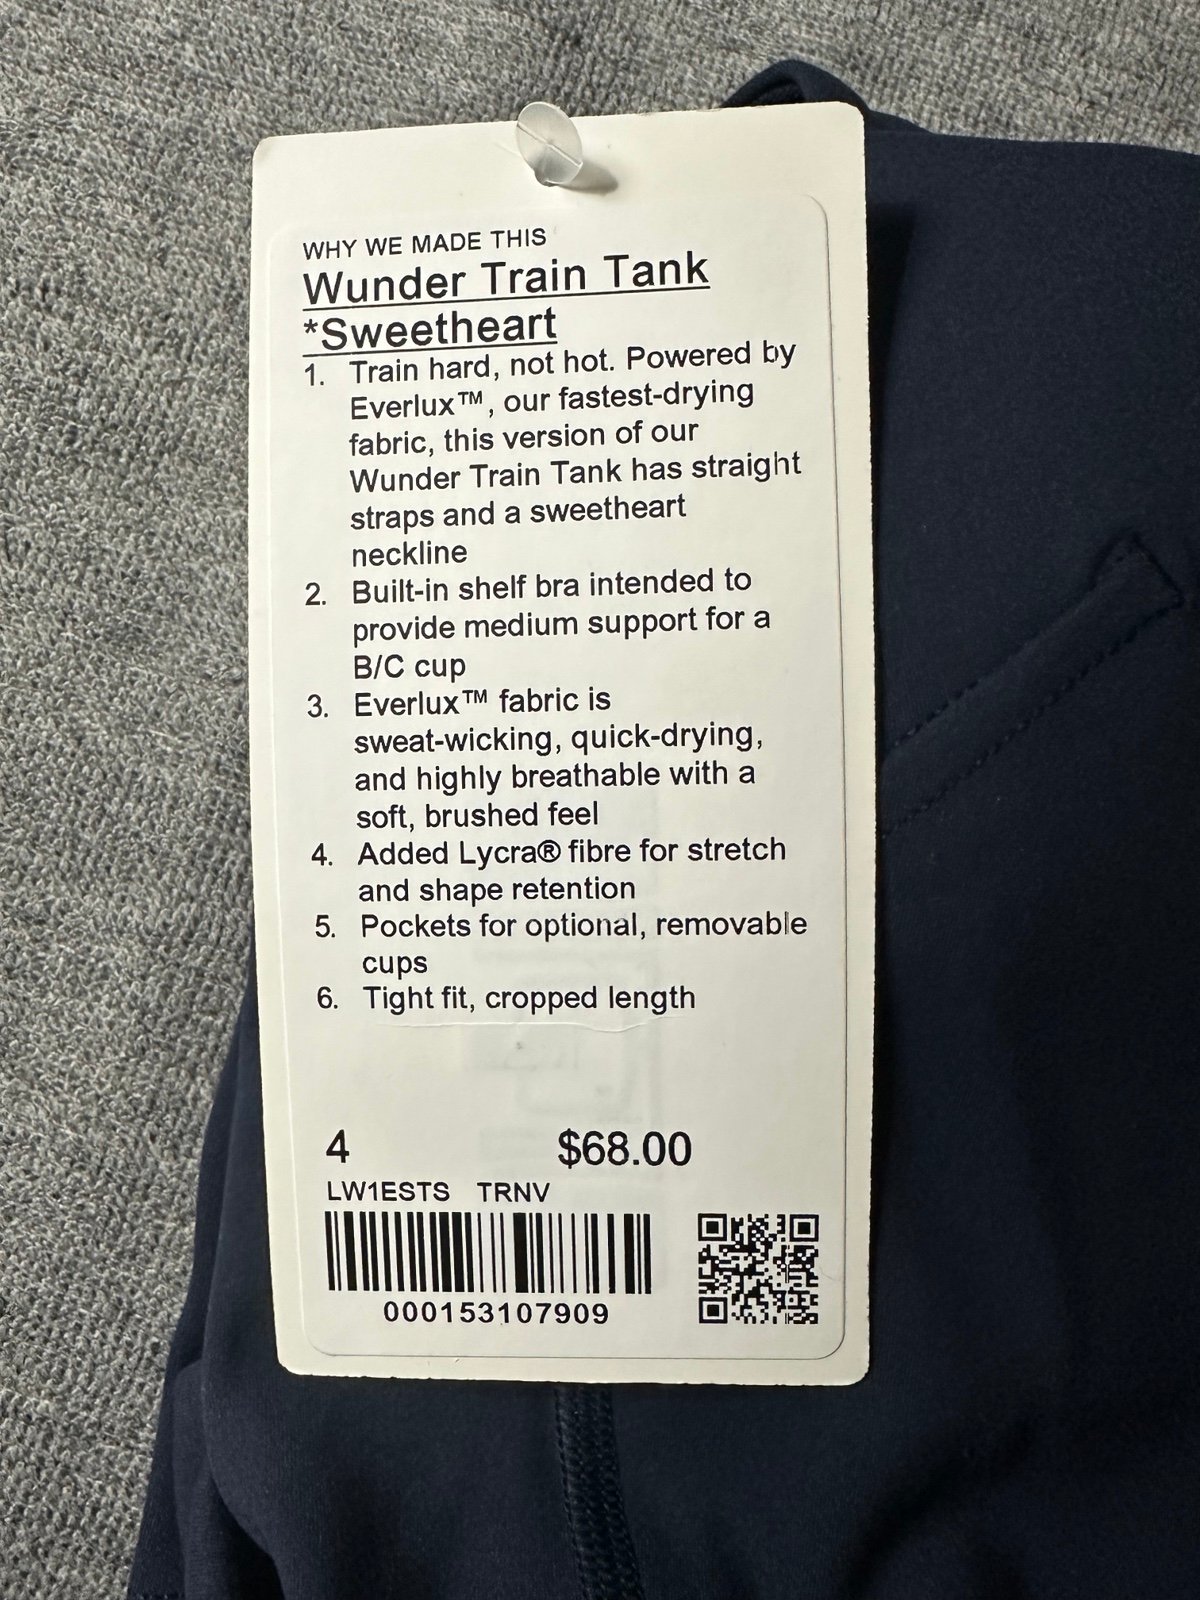 WHY WE MADE THIS
Wunder Train Tank
*Sweetheart
1. Train hard, not hot. Powered by
Everlux™, our fastest-drying
fabric, this version of our
Wunder Train Tank has straight
straps and a sweetheart
neckline
2. Built-in shelf bra intended to
provide medium support for a
B/C cup
3. Everlux™ fabric is
sweat-wicking, quick-drying,
and highly breathable with a
soft, brushed feel
4. Added Lycra® fibre for stretch
and shape retention
5. Pockets for optional, removable
cups
6. Tight fit, cropped length
4 $68.00
LW1ESTS TRNV
000153107909